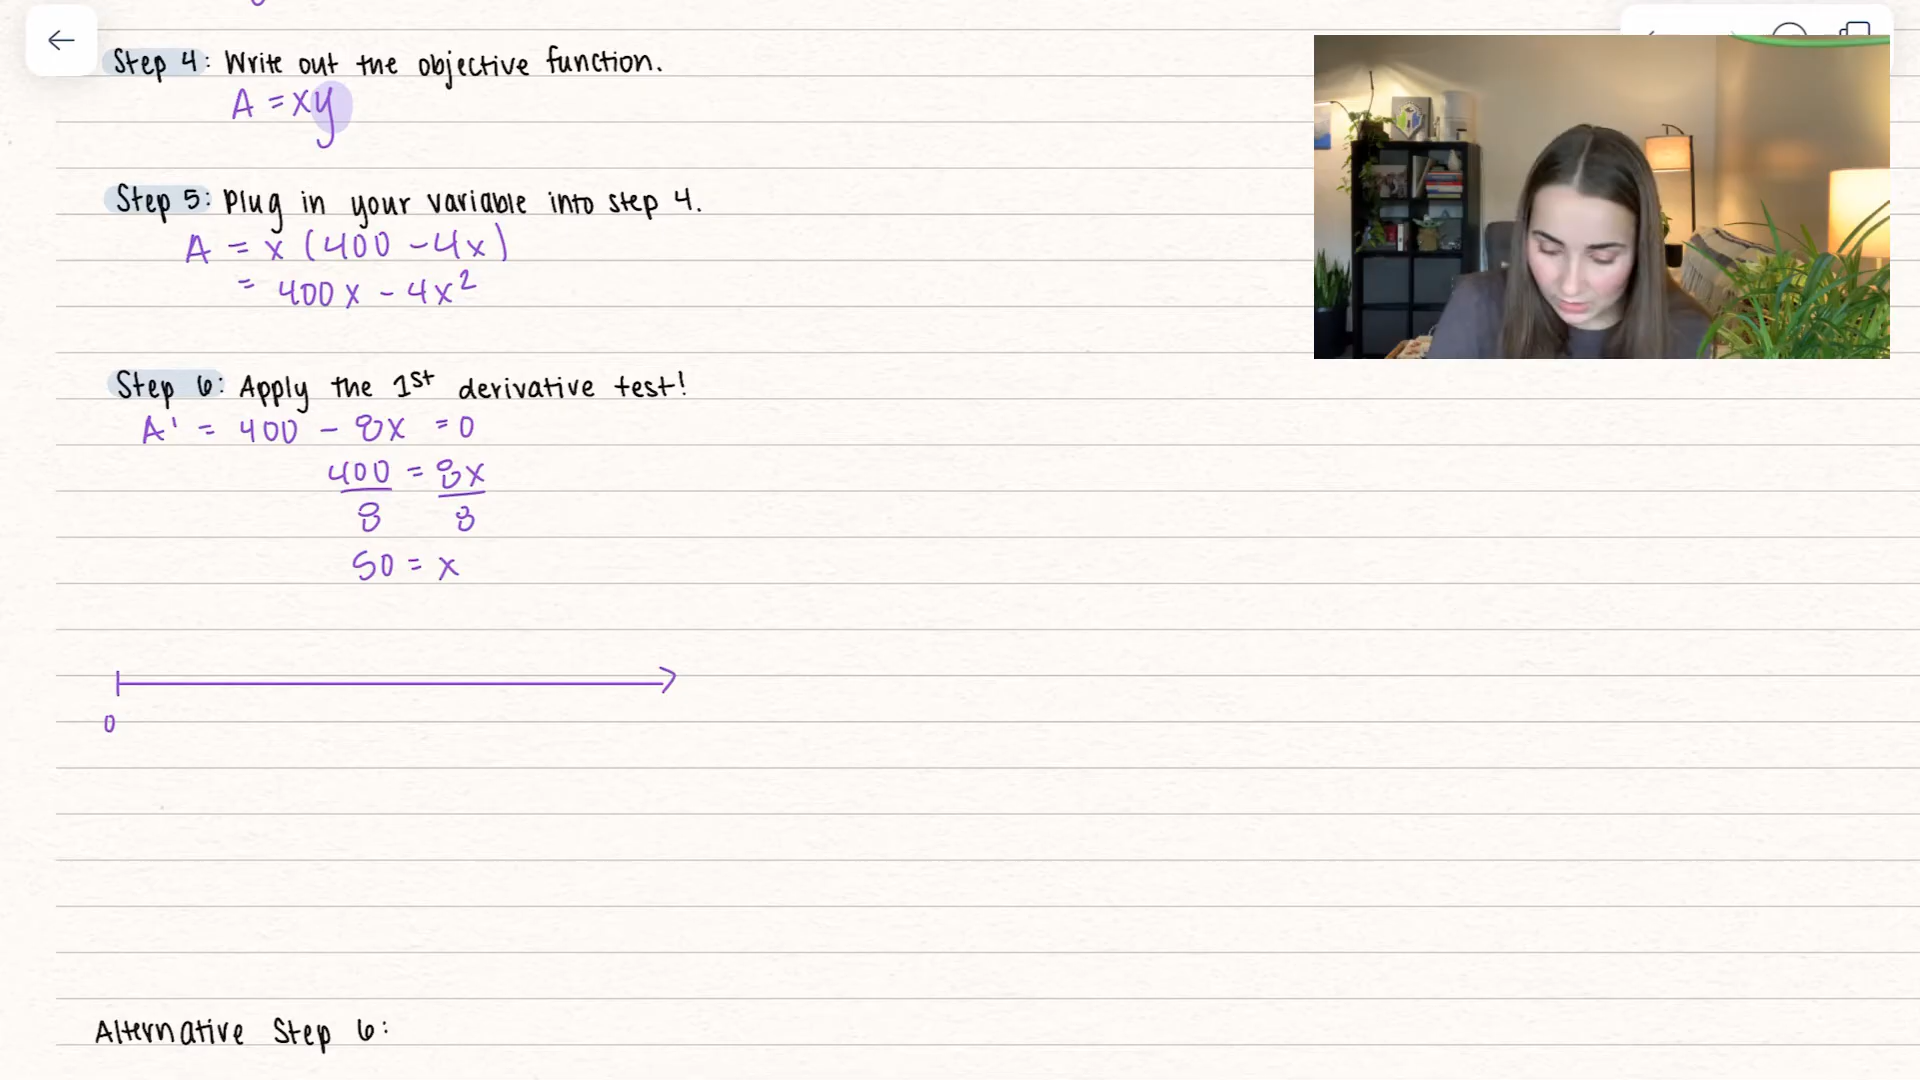 Step 4: Write out the objective function.
A = xy
Step 5: Plug in your variable into step 4.
A = x (400 - 4x)
= 400x - 4x²
Step 6: Apply the 1st derivative test!
A' = 400 - 8x = 0
400 = 8x
8 8
50 = x
0
Alternative Step 6: